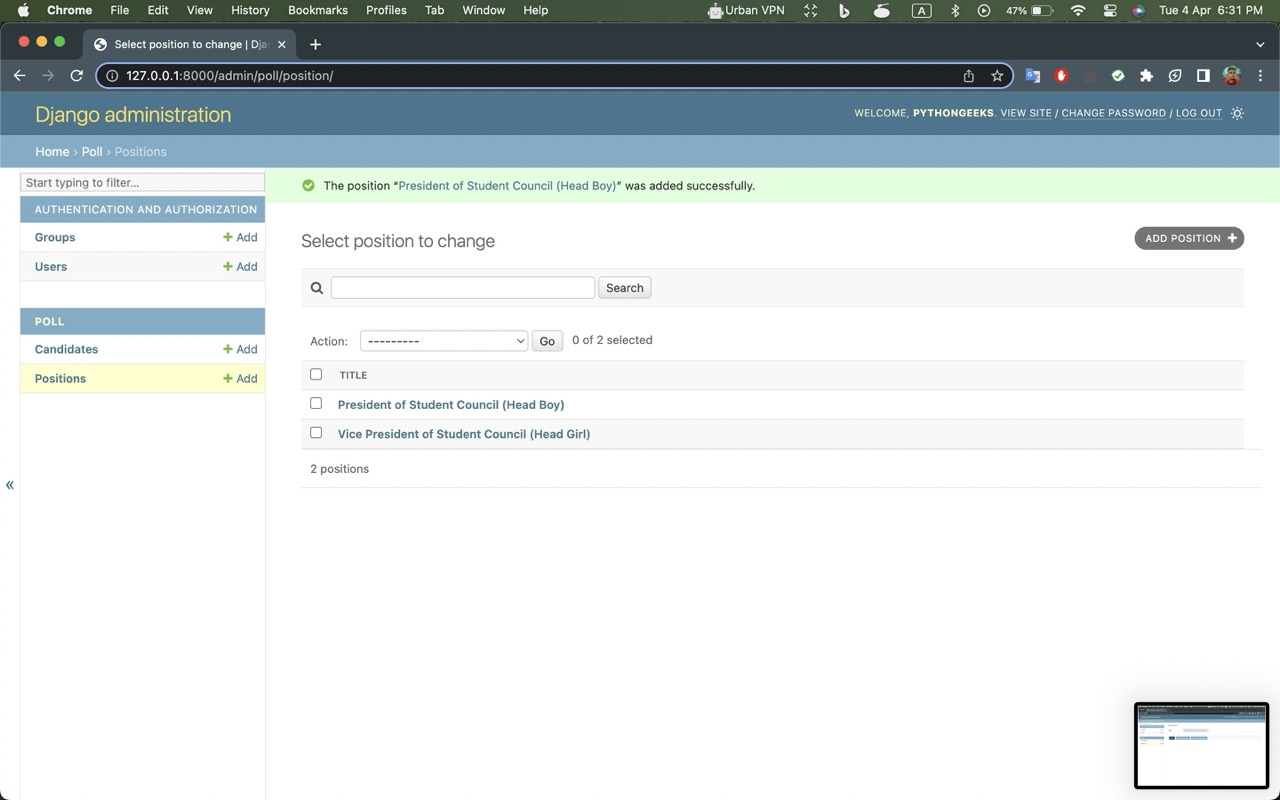 Chrome File Edit View History Bookmarks Profiles Tab Window Help Urban VPN A 47% Tue 4 Apr 6:31 PM
Select position to change | Dja
127.0.0.1:8000/admin/poll/position/
Django administration
WELCOME, PYTHONGEEKS. VIEW SITE / CHANGE PASSWORD / LOG OUT
Home › Poll › Positions
Start typing to filter...
The position “President of Student Council (Head Boy)” was added successfully.
AUTHENTICATION AND AUTHORIZATION
Groups + Add
Users + Add
POLL
Candidates + Add
Positions + Add
«
Select position to change
ADD POSITION +
Search
Action: --------- Go 0 of 2 selected
TITLE
President of Student Council (Head Boy)
Vice President of Student Council (Head Girl)
2 positions